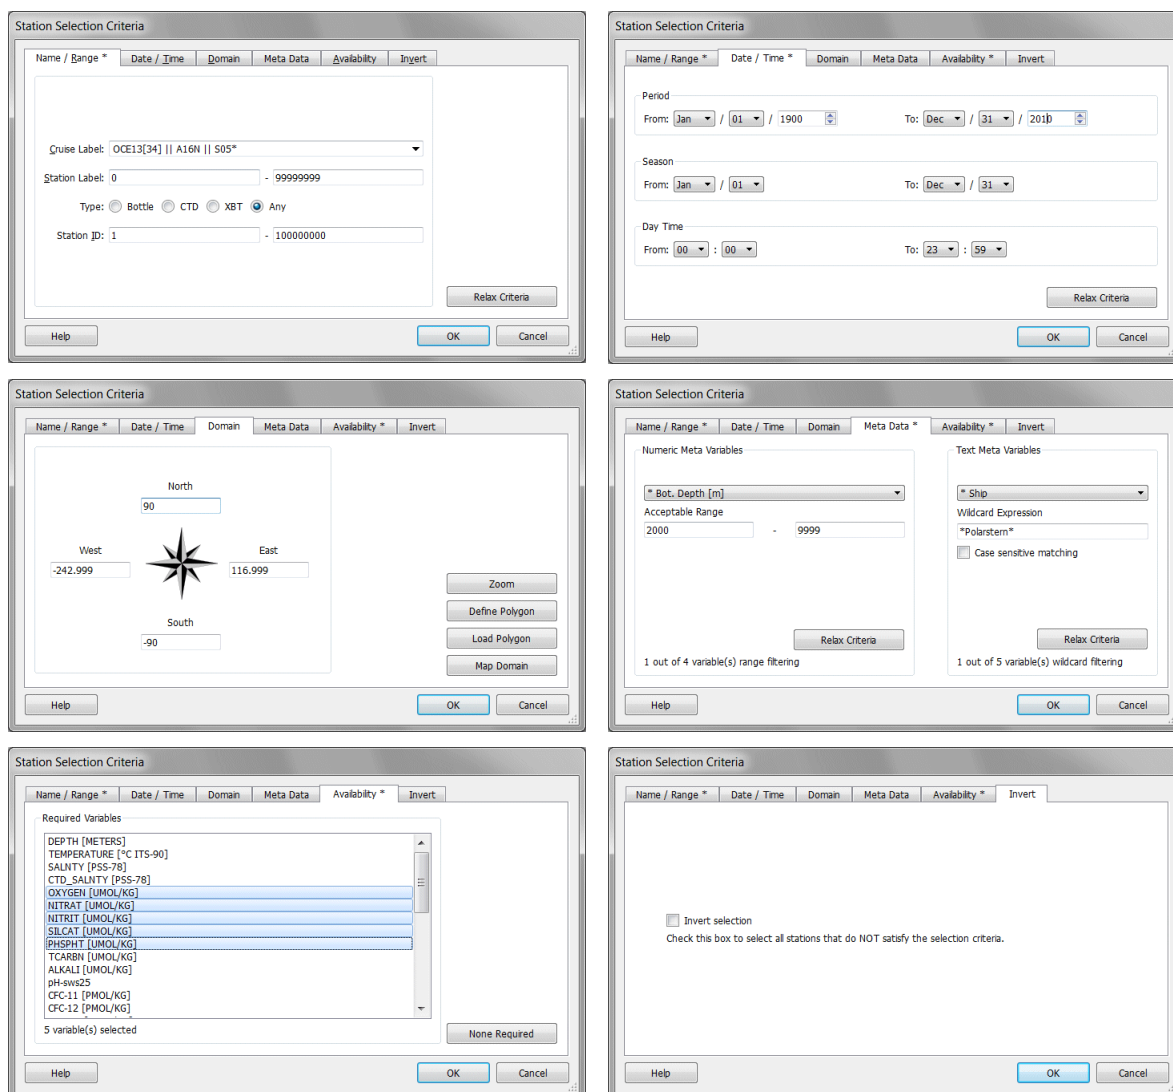 Station Selection Criteria
Name / Range * Date / Time Domain Meta Data Availability Invert
Cruise Label: OCE13[34] || A16N || S05*
Station Label: 0 - 99999999
Type: Bottle CTD XBT Any
Station ID: 1 - 100000000
Relax Criteria
Help OK Cancel
Station Selection Criteria
Name / Range * Date / Time * Domain Meta Data Availability * Invert
Period
From: Jan / 01 / 1900 To: Dec / 31 / 2010
Season
From: Jan / 01 To: Dec / 31
Day Time
From: 00 : 00 To: 23 : 59
Relax Criteria
Help OK Cancel
Station Selection Criteria
Name / Range * Date / Time Domain Meta Data Availability * Invert
North
90
West East
-242.999 116.999
South
-90
Zoom
Define Polygon
Load Polygon
Map Domain
Help OK Cancel
Station Selection Criteria
Name / Range * Date / Time Domain Meta Data * Availability * Invert
Numeric Meta Variables
* Bot. Depth [m]
Acceptable Range
2000 - 9999
Relax Criteria
1 out of 4 variable(s) range filtering
Text Meta Variables
* Ship
Wildcard Expression
*Polarstern*
Case sensitive matching
Relax Criteria
1 out of 5 variable(s) wildcard filtering
Help OK Cancel
Station Selection Criteria
Name / Range * Date / Time Domain Meta Data Availability * Invert
Required Variables
DEPTH [METERS]
TEMPERATURE [°C ITS-90]
SALNTY [PSS-78]
CTD_SALNTY [PSS-78]
OXYGEN [UMOL/KG]
NITRAT [UMOL/KG]
NITRIT [UMOL/KG]
SILCAT [UMOL/KG]
PHSPHT [UMOL/KG]
TCARBN [UMOL/KG]
ALKALI [UMOL/KG]
pH-sws25
CFC-11 [PMOL/KG]
CFC-12 [PMOL/KG]
5 variable(s) selected
None Required
Help OK Cancel
Station Selection Criteria
Name / Range * Date / Time Domain Meta Data Availability * Invert
Invert selection
Check this box to select all stations that do NOT satisfy the selection criteria.
Help OK Cancel